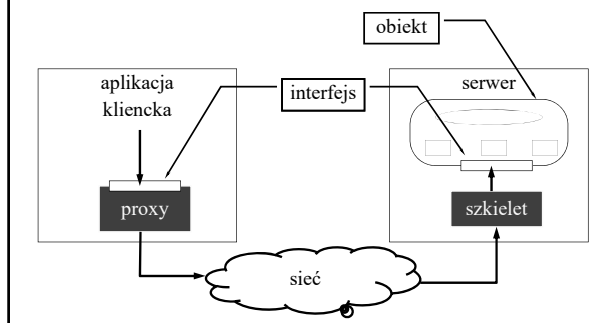 obiekt
aplikacja
kliencka
interfejs
serwer
proxy
szkielet
sieć